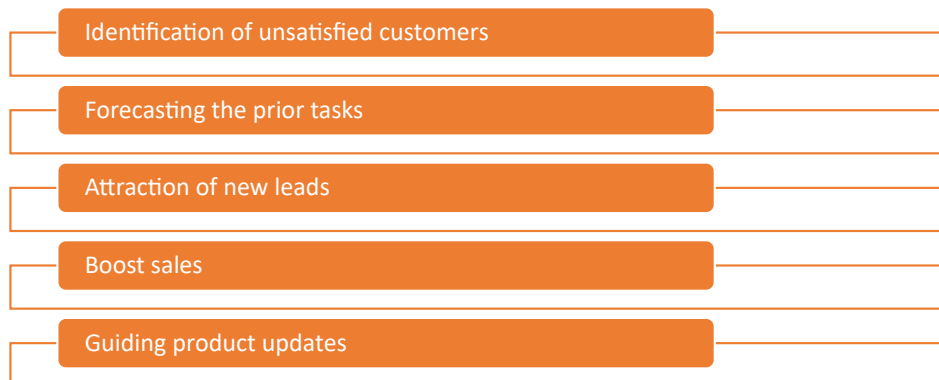 Identification of unsatisfied customers
Forecasting the prior tasks
Attraction of new leads
Boost sales
Guiding product updates